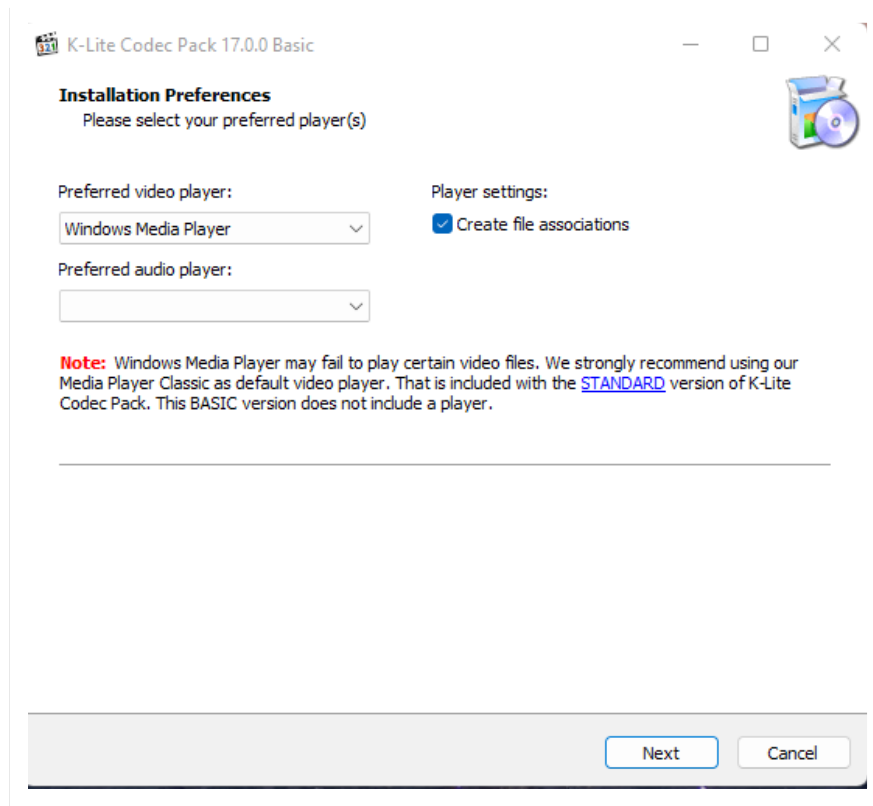 K-Lite Codec Pack 17.0.0 Basic
Installation Preferences
Please select your preferred player(s)
Preferred video player:
Player settings:
Windows Media Player
Create file associations
Preferred audio player:
Note: Windows Media Player may fail to play certain video files. We strongly recommend using our
Media Player Classic as default video player. That is included with the STANDARD version of K-Lite
Codec Pack. This BASIC version does not include a player.
Next
Cancel